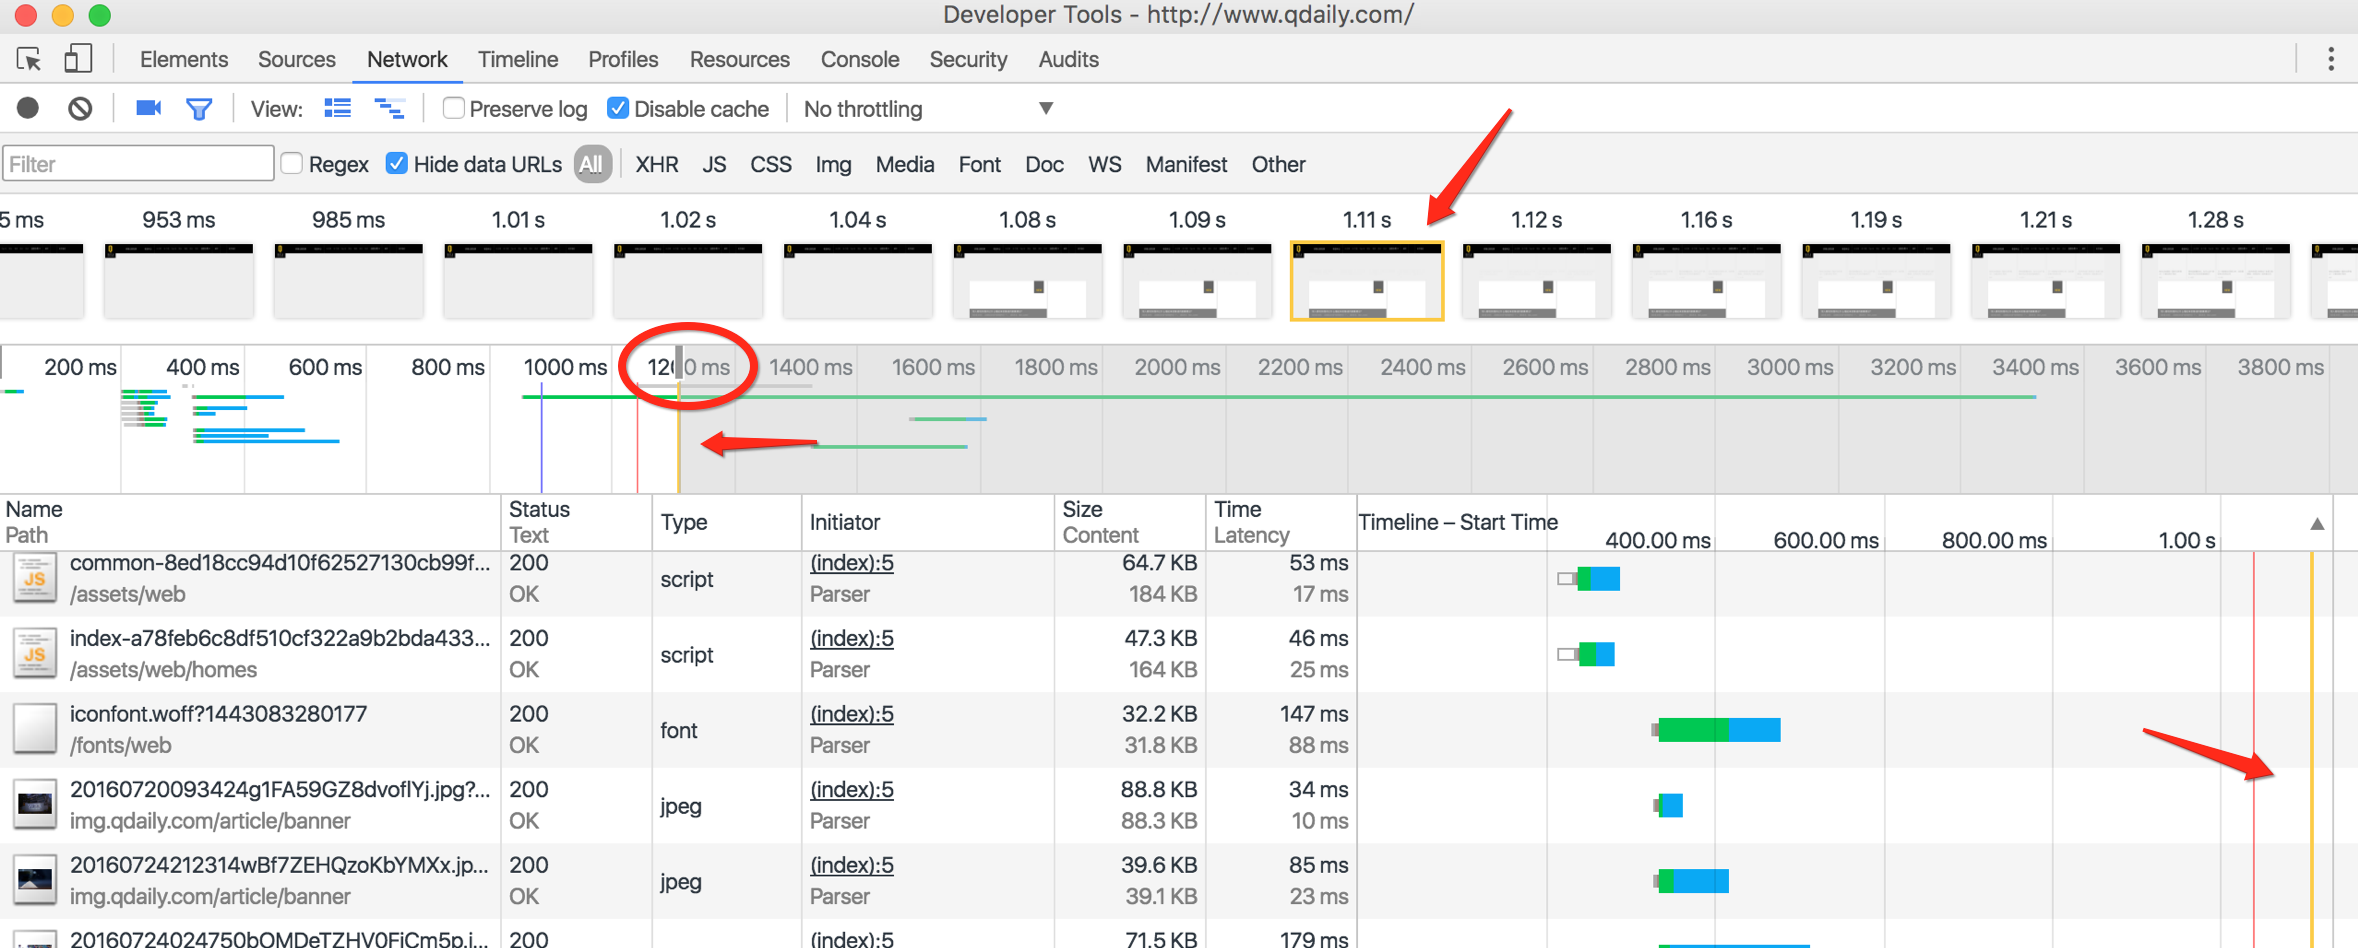 Developer Tools - http://www.qdaily.com/
Elements Sources Network Timeline Profiles Resources Console Security Audits
View: Preserve log Disable cache No throttling
Filter Regex Hide data URLs All XHR JS CSS Img Media Font Doc WS Manifest Other
5 ms 953 ms 985 ms 1.01 s 1.02 s 1.04 s 1.08 s 1.09 s 1.11 s 1.12 s 1.16 s 1.19 s 1.21 s 1.28 s
200 ms 400 ms 600 ms 800 ms 1000 ms 1200 ms 1400 ms 1600 ms 1800 ms 2000 ms 2200 ms 2400 ms 2600 ms 2800 ms 3000 ms 3200 ms 3400 ms 3600 ms 3800 ms
Name Status Type Initiator Size Time Timeline – Start Time
Path Text Content Latency 400.00 ms 600.00 ms 800.00 ms 1.00 s
common-8ed18cc94d10f62527130cb99f... 200 script (index):5 64.7 KB 53 ms
/assets/web OK Parser 184 KB 17 ms
index-a78feb6c8df510cf322a9b2bda433... 200 script (index):5 47.3 KB 46 ms
/assets/web/homes OK Parser 164 KB 25 ms
iconfont.woff?1443083280177 200 font (index):5 32.2 KB 147 ms
/fonts/web OK Parser 31.8 KB 88 ms
20160720093424g1FA59GZ8dvoflYj.jpg?... 200 jpeg (index):5 88.8 KB 34 ms
img.qdaily.com/article/banner OK Parser 88.3 KB 10 ms
20160724212314wBf7ZEHQzoKbYMXx.jp... 200 jpeg (index):5 39.6 KB 85 ms
img.qdaily.com/article/banner OK Parser 39.1 KB 23 ms
20160724024750bOMDeTZHV0FiCm5p.j... 200 (index):5 71.5 KB 179 ms